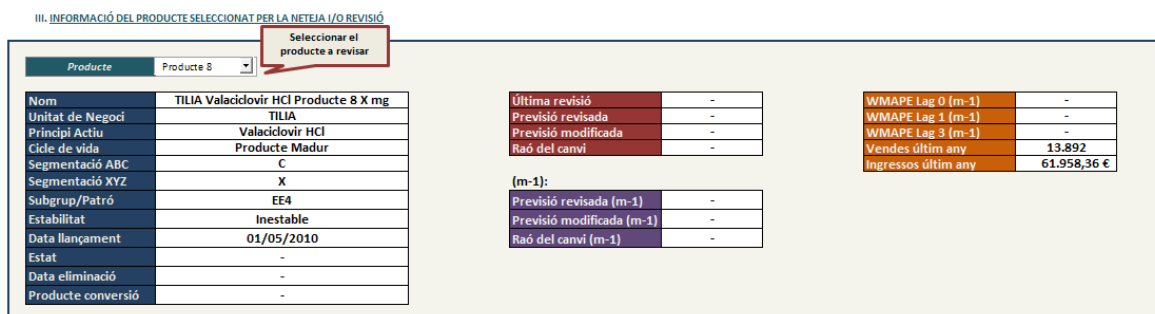 III. INFORMACIÓ DEL PRODUCTE SELECCIONAT PER LA NETEJA I/O REVISIÓ
Seleccionar el
producte a revisar
Producte Producte 8
Nom TILIA Valaciclovir HCl Producte 8 X mg
Unitat de Negoci TILIA
Principi Actiu Valaciclovir HCl
Cicle de vida Producte Madur
Segmentació ABC C
Segmentació XYZ X
Subgrup/Patró EE4
Estabilitat Inestable
Data llançament 01/05/2010
Estat -
Data eliminació -
Producte conversió -
Última revisió -
Previsió revisada -
Previsió modificada -
Raó del canvi -
(m-1):
Previsió revisada (m-1) -
Previsió modificada (m-1) -
Raó del canvi (m-1) -
WMAPE Lag 0 (m-1) -
WMAPE Lag 1 (m-1) -
WMAPE Lag 3 (m-1) -
Vendes últim any 13.892
Ingressos últim any 61.958,36 €